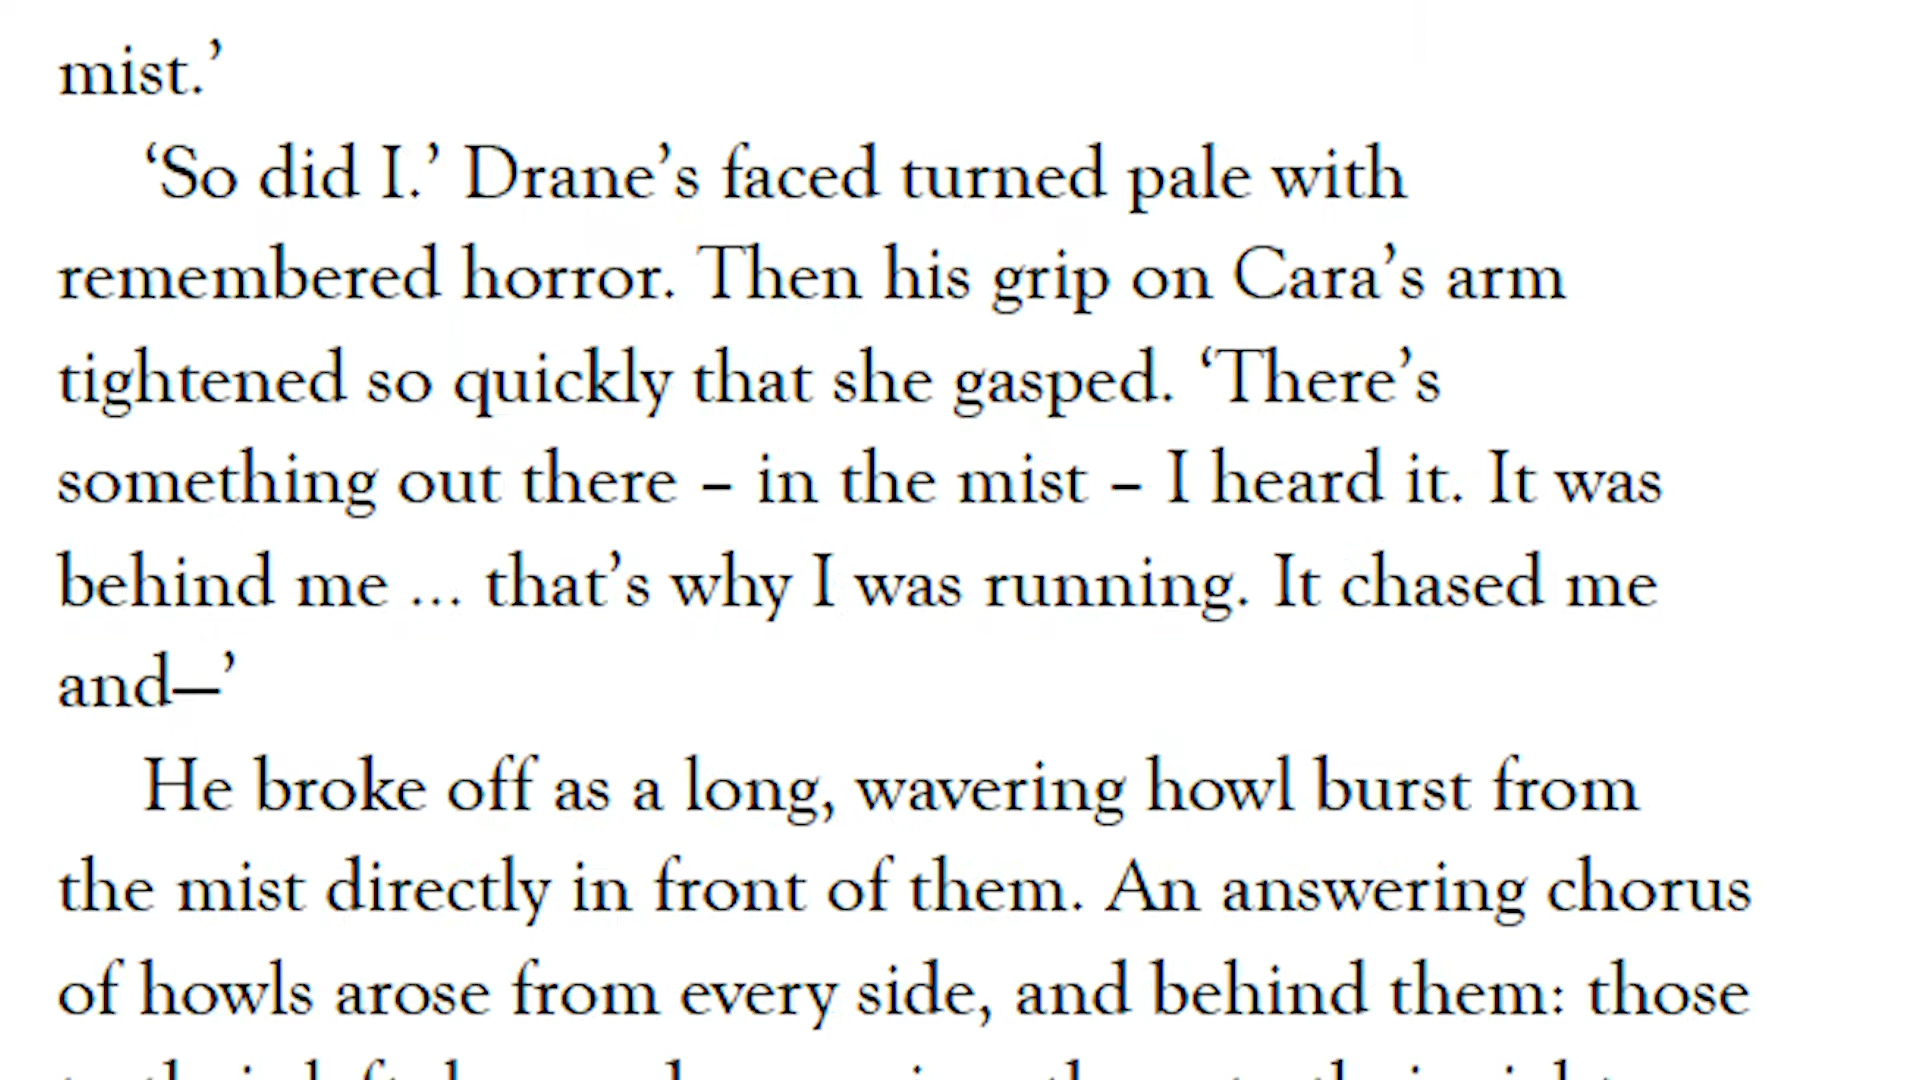 mist.’
‘So did I.’ Drane’s faced turned pale with
remembered horror. Then his grip on Cara’s arm
tightened so quickly that she gasped. ‘There’s
something out there – in the mist – I heard it. It was
behind me … that’s why I was running. It chased me
and—’
He broke off as a long, wavering howl burst from
the mist directly in front of them. An answering chorus
of howls arose from every side, and behind them: those